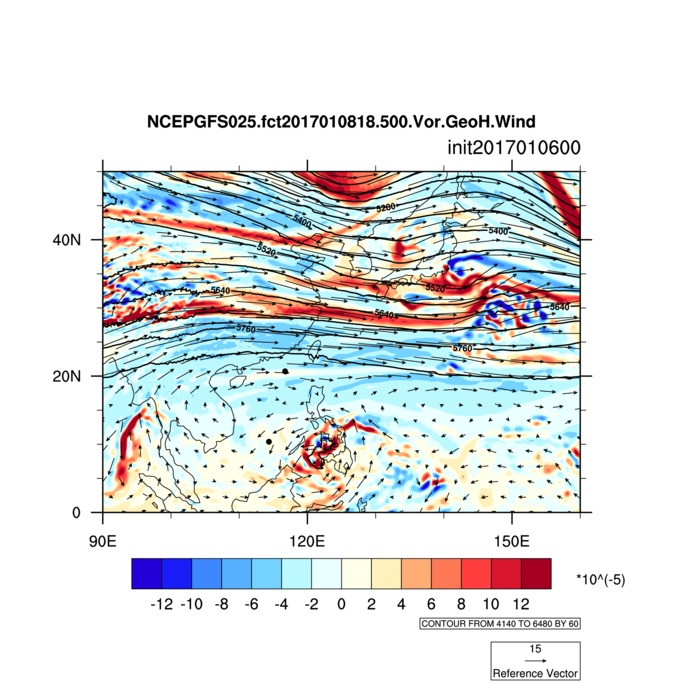 NCEPGFS025.fct2017010818.500.Vor.GeoH.Wind
init2017010600
5280
5400
5400
5520
5520
5640
5640
5640
5760
5760
40N
20N
0
90E 120E 150E
-12 -10 -8 -6 -4 -2 0 2 4 6 8 10 12
*10^(-5)
CONTOUR FROM 4140 TO 6480 BY 60
15
Reference Vector